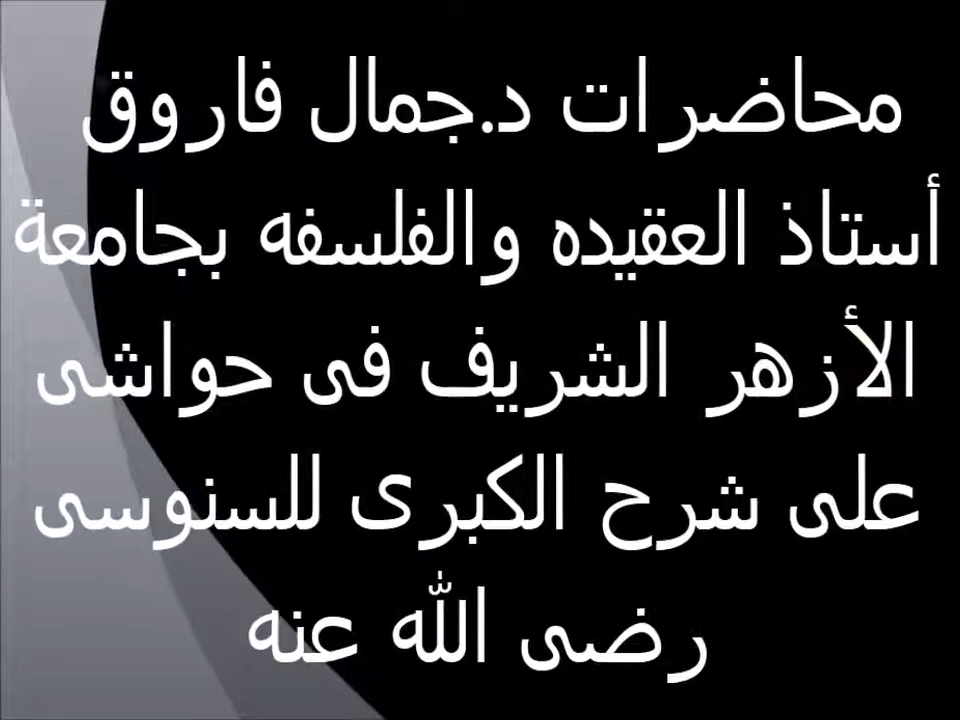 محاضرات د.جمال فاروق
أستاذ العقيده والفلسفه بجامعة
الأزهر الشريف فى حواشى
على شرح الكبرى للسنوسى
رضى الله عنه